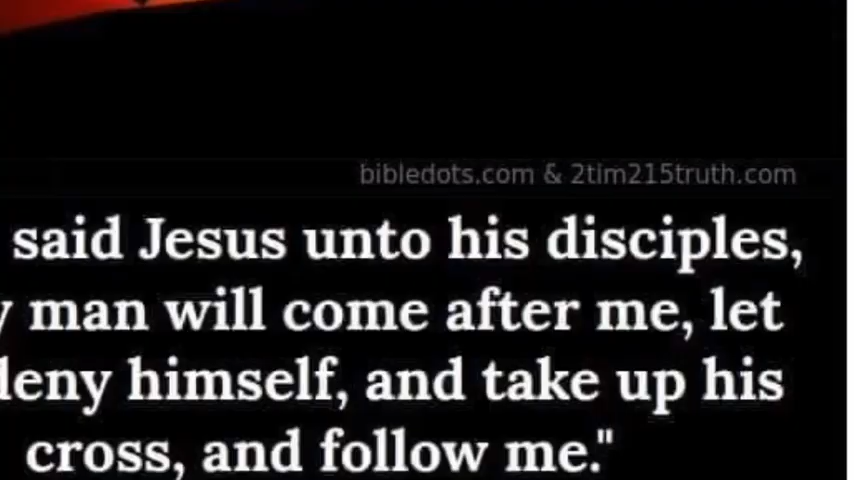 bibledots.com & 2tim215truth.com
said Jesus unto his disciples,
man will come after me, let
deny himself, and take up his
cross, and follow me."